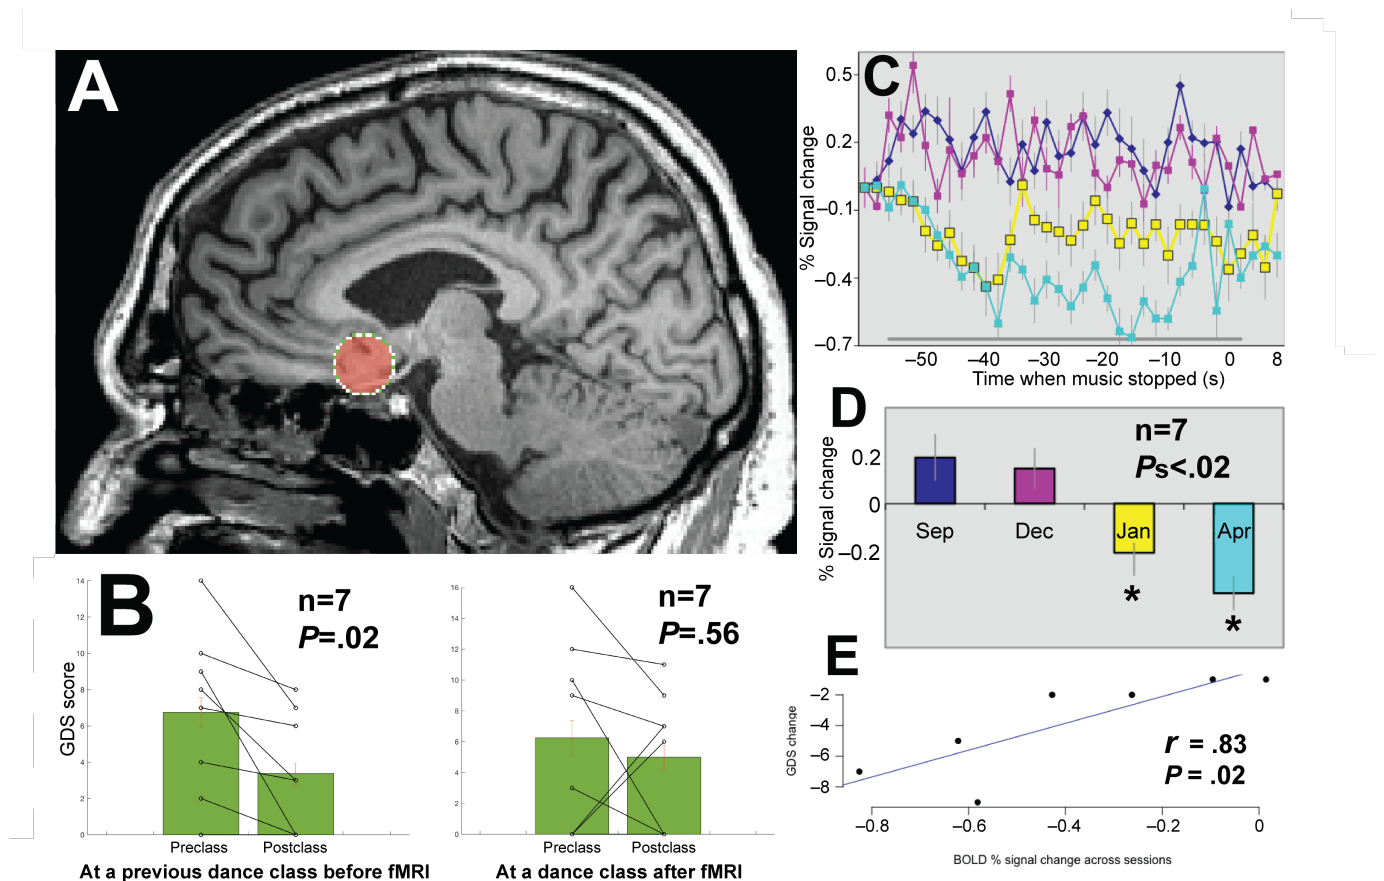 A
C
% Signal change
0.5
0.2
–0.1
–0.4
–0.7
–50
–40
–30
–20
–10
0
8
Time when music stopped (s)
D
n=7
Ps<.02
% Signal change
0.2
0
–0.2
Sep
Dec
Jan
Apr
*
*
B
GDS score
14
12
10
8
6
4
2
0
n=7
P=.02
Preclass
Postclass
At a previous dance class before fMRI
16
14
12
10
8
6
4
2
0
n=7
P=.56
Preclass
Postclass
At a dance class after fMRI
E
GDS change
–2
–4
–6
–8
r = .83
P = .02
–0.8
–0.6
–0.4
–0.2
0
BOLD % signal change across sessions